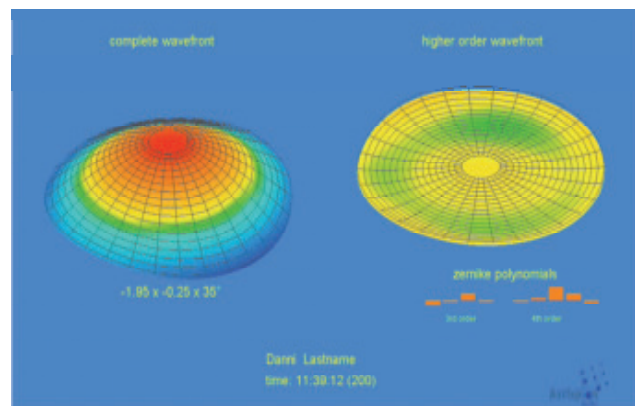 complete wavefront
higher order wavefront
-1.95 x -0.25 x 35°
zernike polynomials
3rd order
4th order
Danni Lastname
time: 11:39:12 (200)